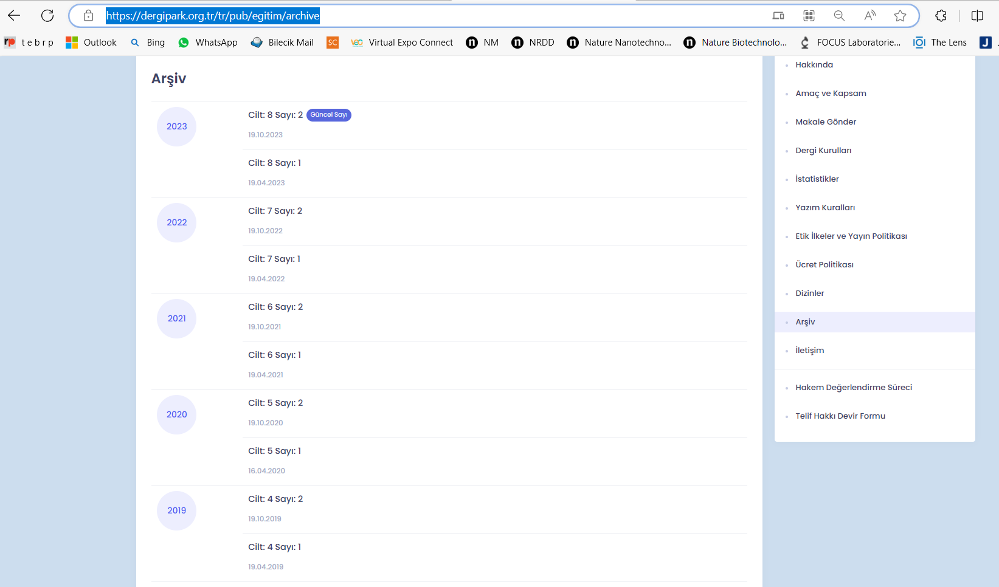 https://dergipark.org.tr/tr/pub/egitim/archive
rp t e b r p Outlook Bing WhatsApp Bilecik Mail SC VEC Virtual Expo Connect n NM n NRDD n Nature Nanotechno... n Nature Biotechnolo... FOCUS Laboratorie... The Lens J
Arşiv
2023
Cilt: 8 Sayı: 2 Güncel Sayı
19.10.2023
Cilt: 8 Sayı: 1
19.04.2023
2022
Cilt: 7 Sayı: 2
19.10.2022
Cilt: 7 Sayı: 1
19.04.2022
2021
Cilt: 6 Sayı: 2
19.10.2021
Cilt: 6 Sayı: 1
19.04.2021
2020
Cilt: 5 Sayı: 2
19.10.2020
Cilt: 5 Sayı: 1
16.04.2020
2019
Cilt: 4 Sayı: 2
19.10.2019
Cilt: 4 Sayı: 1
19.04.2019
Hakkında
Amaç ve Kapsam
Makale Gönder
Dergi Kurulları
İstatistikler
Yazım Kuralları
Etik İlkeler ve Yayın Politikası
Ücret Politikası
Dizinler
Arşiv
İletişim
Hakem Değerlendirme Süreci
Telif Hakkı Devir Formu